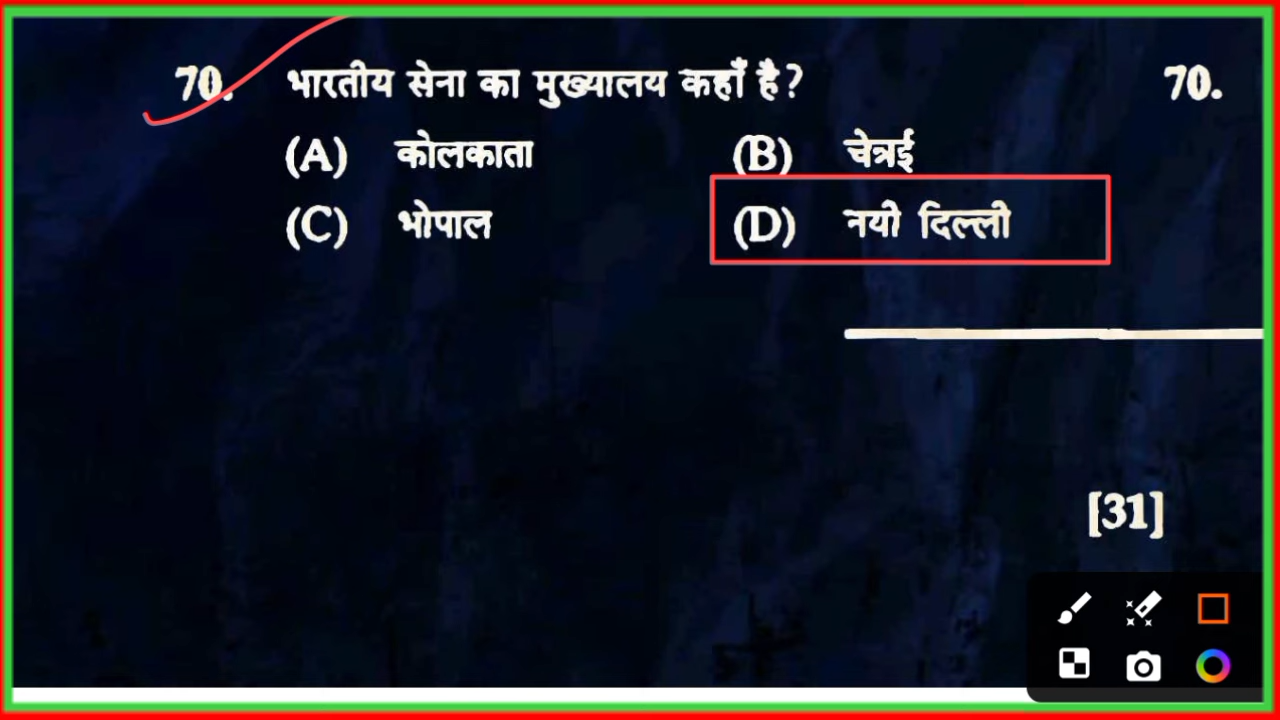 70. भारतीय सेना का मुख्यालय कहाँ है? 70.
(A) कोलकाता (B) चेन्नई
(C) भोपाल (D) नयी दिल्ली
[31]